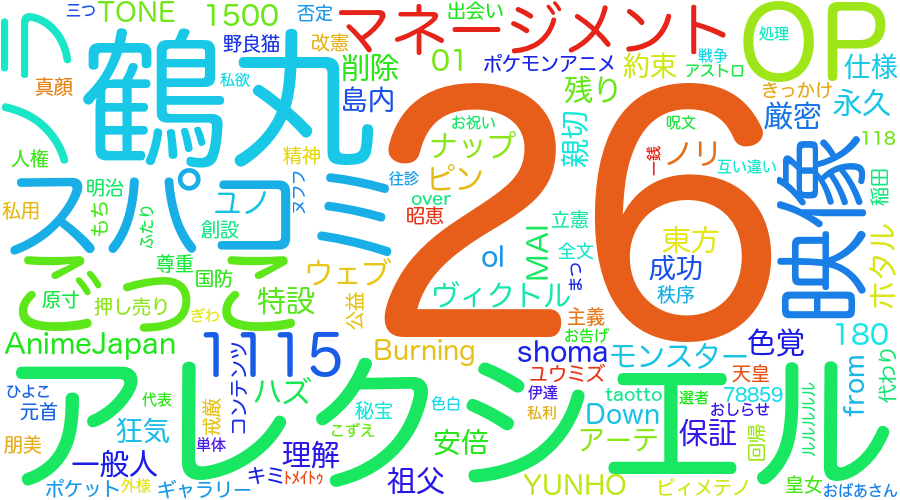 三つ TONE 1500 否定 出会い
マネージメント OP 処理
野良猫 改憲 01 ポケモンアニメ 戦争
私欲 削除 約束 アストロ 仕様
真顔 鶴丸 島内 残り きっかけ 永久
お祝い 26 呪文 厳密
ナップ 親切 118
人権 精神 ピン 一銭 ノリ 互い違い
スパコミ 往診 映像 稲田
明治 ユノ ヌフフ over
私用 もち ふたり 創設 昭恵 立憲 東方
ol MAI 全文 成功 ホタル
尊重 国防 ウェブ まつ
ごっこ 原寸 押し売り 特設 ヴィクトル 秩序
ぎわ 公益 主義 180
AnimeJapan 1115 お告げ 色覚
Burning shoma モンスター
コンテンツ ユウミズ 天皇 from 代わり
アレクシエル
ひよこ 代表 ハズ 色白 伊達 taotto 選者 78859
元首 秘宝 私利 Down おしらせ
戒厳 こずえ ルルルルル
朋美 狂気 単体 理解 安倍 アーテ 保証 回帰
一般人 キミ トメイトゥ 祖父
ポケット 外様 ギャラリー YUNHO ピィメテノ 皇女 おばあさん